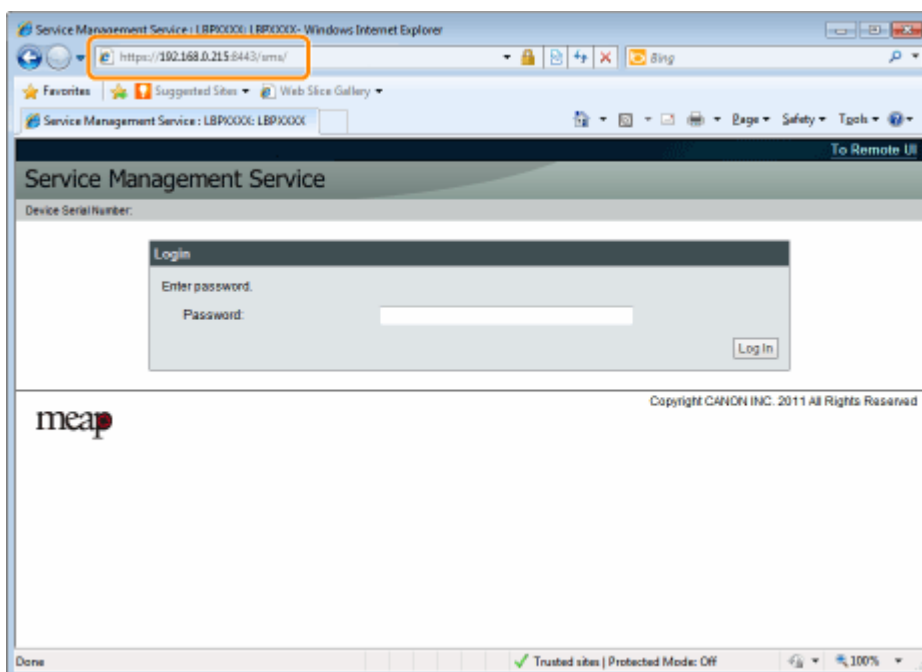 Service Management Service : LBPXXXX: LBPXXXX- Windows Internet Explorer
https://192.168.0.215:8443/sms/
Bing
Favorites Suggested Sites Web Slice Gallery
Service Management Service : LBPXXXX: LBPXXXX Page Safety Tools
To Remote UI
Service Management Service
Device Serial Number:
Login
Enter password.
Password:
Log In
Copyright CANON INC. 2011 All Rights Reserved
meap
Done Trusted sites | Protected Mode: Off 100%